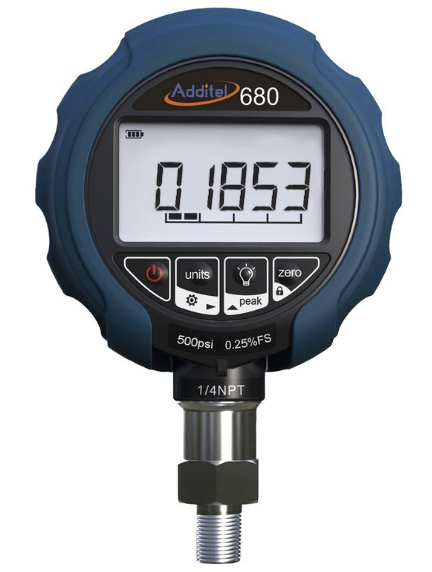 Additel 680
0.1853
units
zero
peak
500psi 0.25%FS
1/4NPT